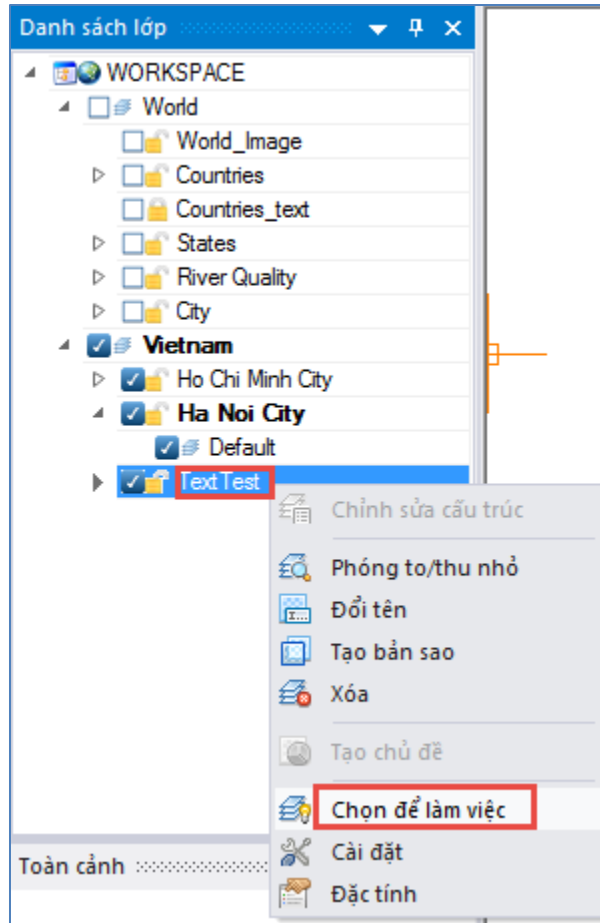 Danh sách lớp
WORKSPACE
World
World_Image
Countries
Countries_text
States
River Quality
City
Vietnam
Ho Chi Minh City
Ha Noi City
Default
TextTest
Chỉnh sửa cấu trúc
Phóng to/thu nhỏ
Đổi tên
Tạo bản sao
Xóa
Tạo chủ đề
Chọn để làm việc
Cài đặt
Đặc tính
Toàn cảnh